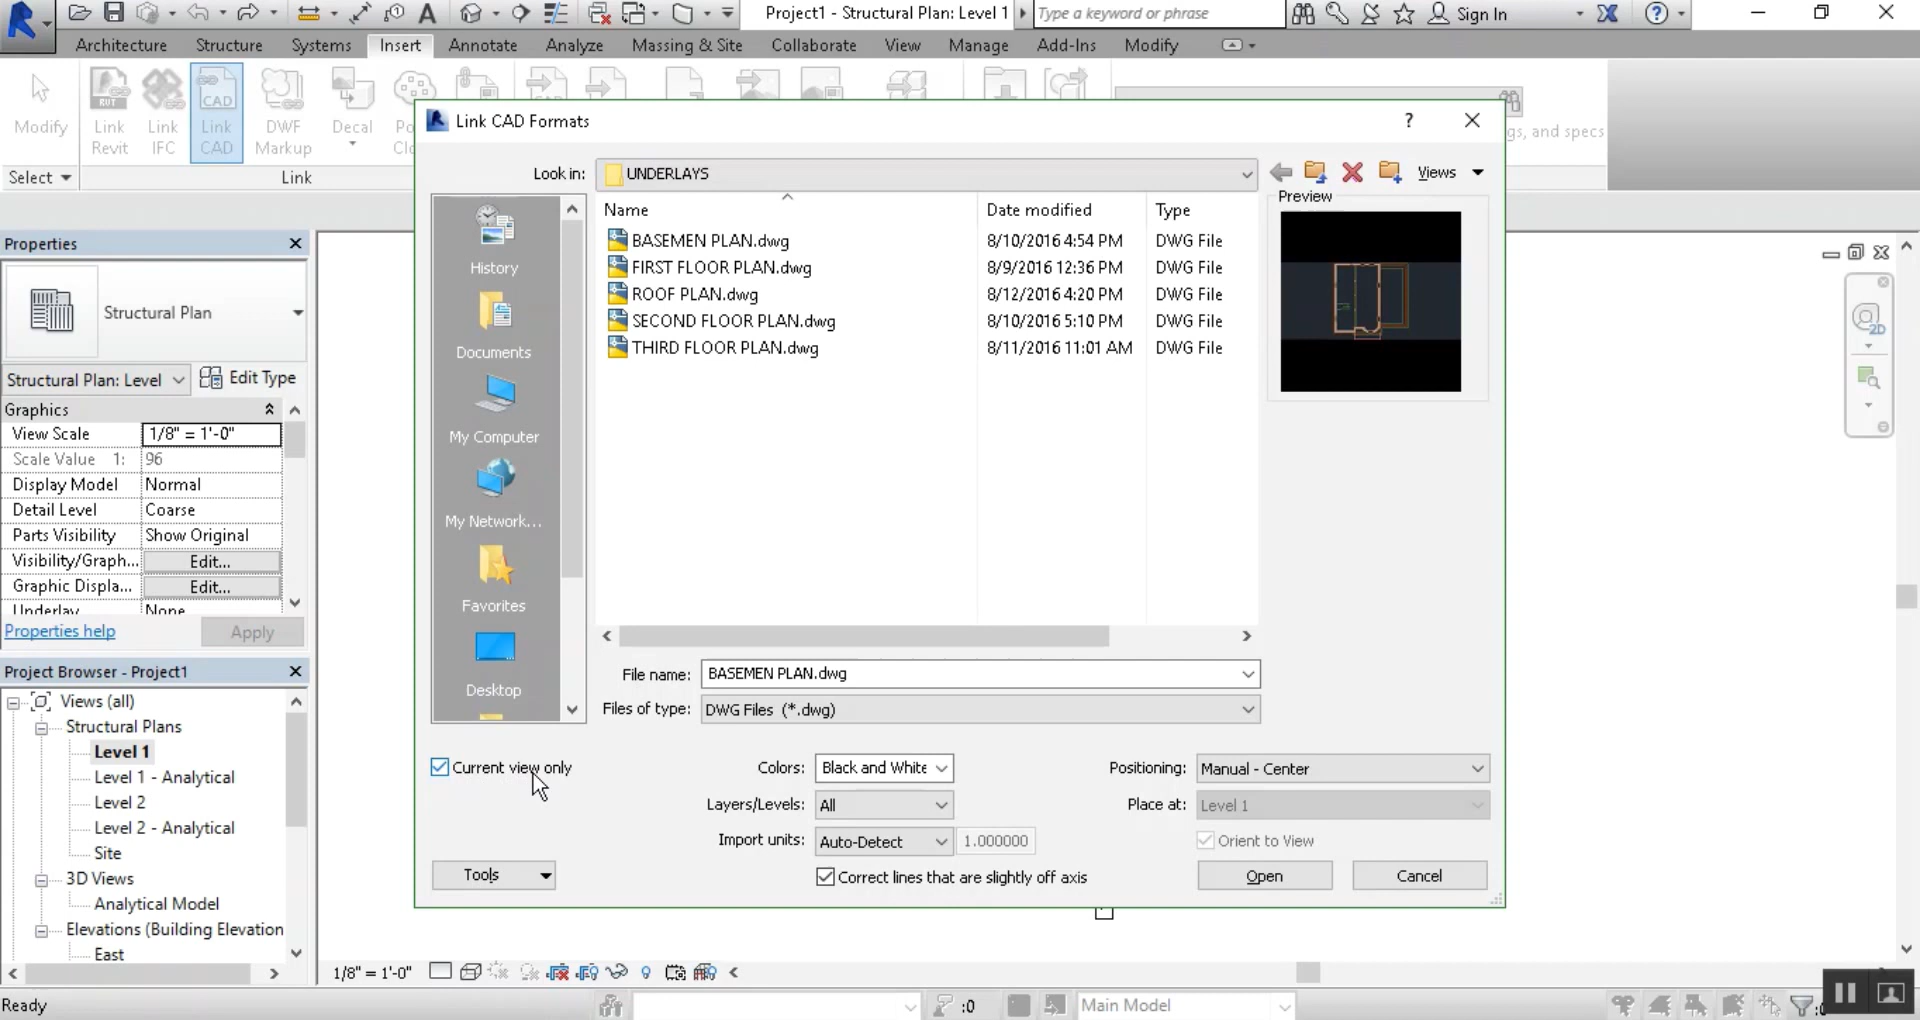 Project1 - Structural Plan: Level 1
Type a keyword or phrase
Sign In
Architecture Structure Systems Insert Annotate Analyze Massing & Site Collaborate View Manage Add-Ins Modify
Modify
Link Revit
Link IFC
Link CAD
DWF Markup
Decal
Select
Link
Link CAD Formats
and specs
Look in: UNDERLAYS
Views
Preview
Name Date modified Type
BASEMEN PLAN.dwg 8/10/2016 4:54 PM DWG File
FIRST FLOOR PLAN.dwg 8/9/2016 12:36 PM DWG File
ROOF PLAN.dwg 8/12/2016 4:20 PM DWG File
SECOND FLOOR PLAN.dwg 8/10/2016 5:10 PM DWG File
THIRD FLOOR PLAN.dwg 8/11/2016 11:01 AM DWG File
History
Documents
My Computer
My Network...
Favorites
Desktop
File name: BASEMEN PLAN.dwg
Files of type: DWG Files (*.dwg)
Current view only
Colors: Black and White
Positioning: Manual - Center
Layers/Levels: All
Place at: Level 1
Import units: Auto-Detect 1.000000
Orient to View
Tools
Correct lines that are slightly off axis
Open
Cancel
Properties
Structural Plan
Structural Plan: Level
Edit Type
Graphics
View Scale 1/8" = 1'-0"
Scale Value 1: 96
Display Model Normal
Detail Level Coarse
Parts Visibility Show Original
Visibility/Graph... Edit...
Graphic Displa... Edit...
Underlay None
Properties help
Apply
Project Browser - Project1
Views (all)
Structural Plans
Level 1
Level 1 - Analytical
Level 2
Level 2 - Analytical
Site
3D Views
Analytical Model
Elevations (Building Elevation
East
1/8" = 1'-0"
Ready
:0
Main Model
2D